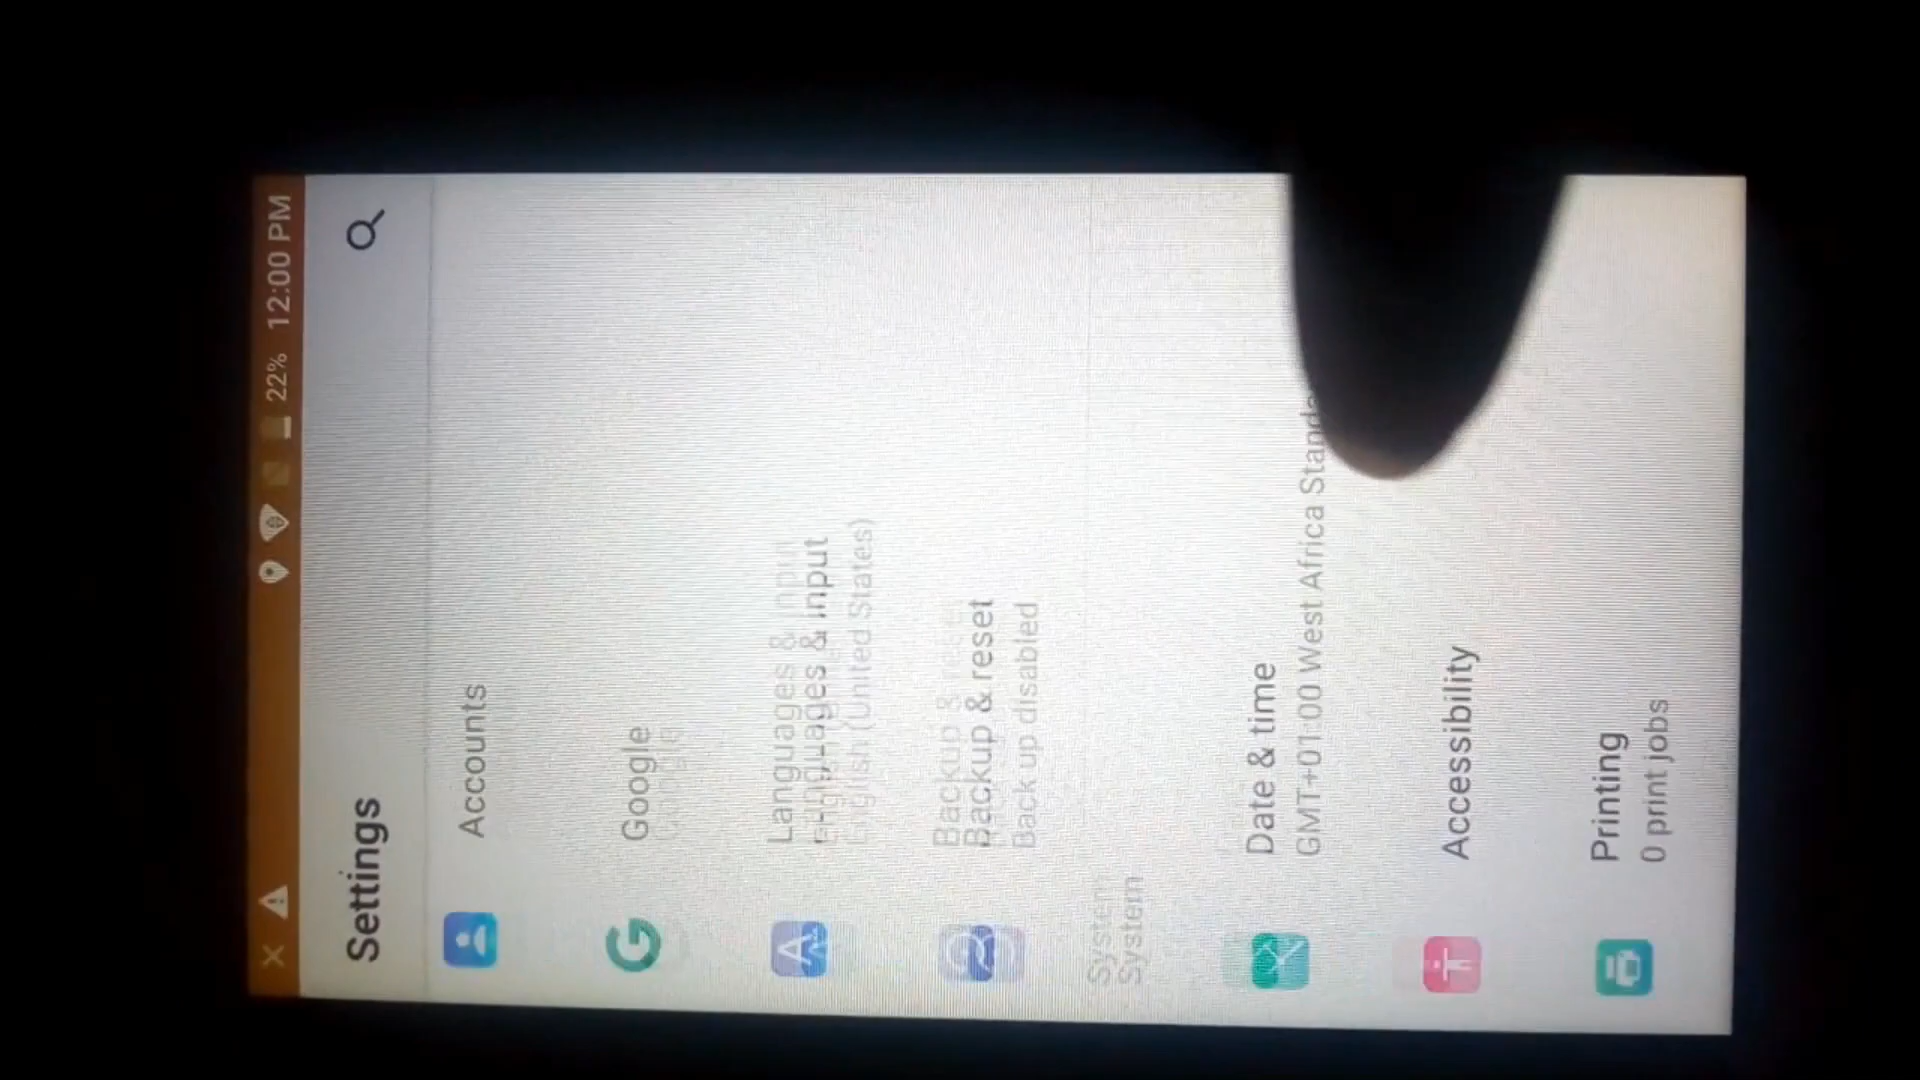 22% 12:00 PM
Settings
Accounts
Google
Languages & input
English (United States)
Backup & reset
Back up disabled
System
Date & time
GMT+01:00 West Africa
Accessibility
Printing
0 print jobs